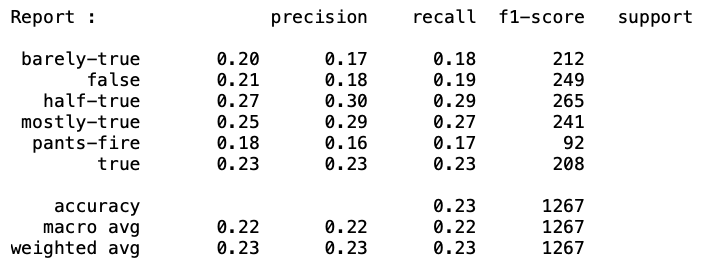 Report :              precision    recall  f1-score   support

 barely-true       0.20      0.17      0.18       212
       false       0.21      0.18      0.19       249
   half-true       0.27      0.30      0.29       265
 mostly-true       0.25      0.29      0.27       241
  pants-fire       0.18      0.16      0.17        92
        true       0.23      0.23      0.23       208

    accuracy                           0.23      1267
   macro avg       0.22      0.22      0.22      1267
weighted avg       0.23      0.23      0.23      1267